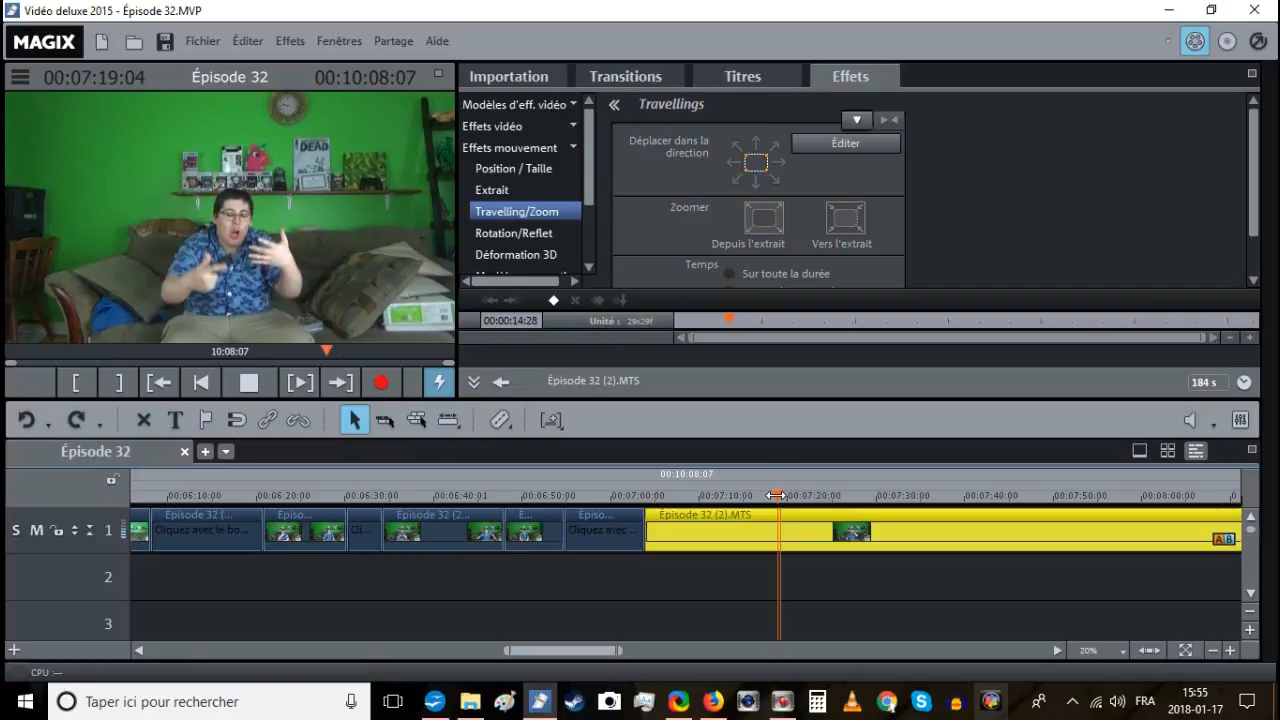 Vidéo deluxe 2015 - Épisode 32.MVP
MAGIX
Fichier Éditer Effets Fenêtres Partage Aide
00:07:19:04 Épisode 32 00:10:08:07
Importation Transitions Titres Effets
Modèles d'eff. vidéo
Effets vidéo
Effets mouvement
Position / Taille
Extrait
Travelling/Zoom
Rotation/Reflet
Déformation 3D
Travellings
Déplacer dans la direction
Éditer
Zoomer
Depuis l'extrait Vers l'extrait
Temps
Sur toute la durée
DEAD
00:00:14:28 Unité : 29s29f
10:08:07
Épisode 32 (2).MTS
184 s
Épisode 32
00:10:08:07
00:06:10:00 00:06:20:00 00:06:30:00 00:06:40:01 00:06:50:00 00:07:00:00 00:07:10:00 00:07:20:00 00:07:30:00 00:07:40:00 00:07:50:00 00:08:00:00 0
Épisode 32 (... Épiso... Épisode 32 (2... É... Épiso... Épisode 32 (2).MTS
S M 1
Cliquez avec le bo... Cli... Cliquez avec ...
A B
2
3
20%
CPU: —
Taper ici pour rechercher
FRA
15:55
2018-01-17